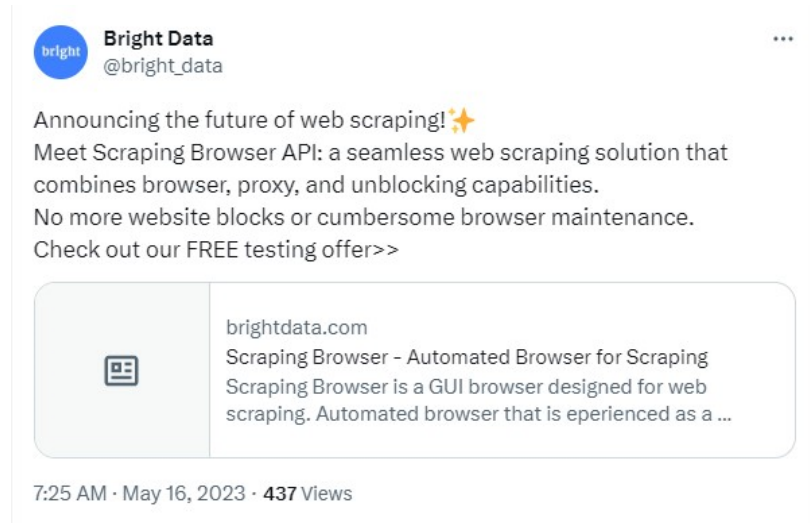 bright
Bright Data
@bright_data
...
Announcing the future of web scraping!✨
Meet Scraping Browser API: a seamless web scraping solution that
combines browser, proxy, and unblocking capabilities.
No more website blocks or cumbersome browser maintenance.
Check out our FREE testing offer>>
brightdata.com
Scraping Browser - Automated Browser for Scraping
Scraping Browser is a GUI browser designed for web
scraping. Automated browser that is eperienced as a ...
7:25 AM · May 16, 2023 · 437 Views